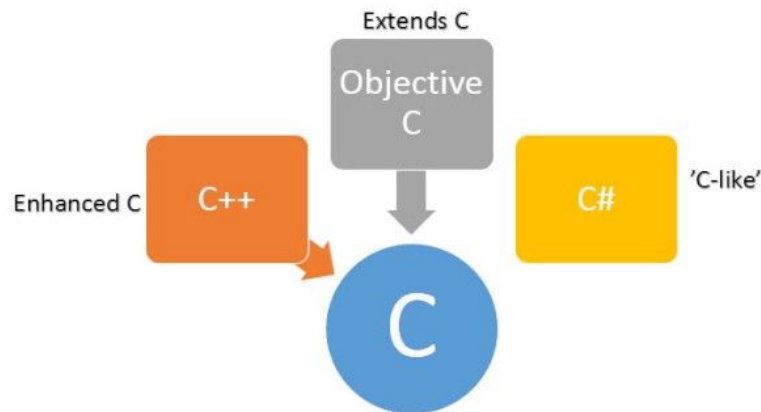 Extends C
Objective
C
Enhanced C
C++
C#
'C-like'
C